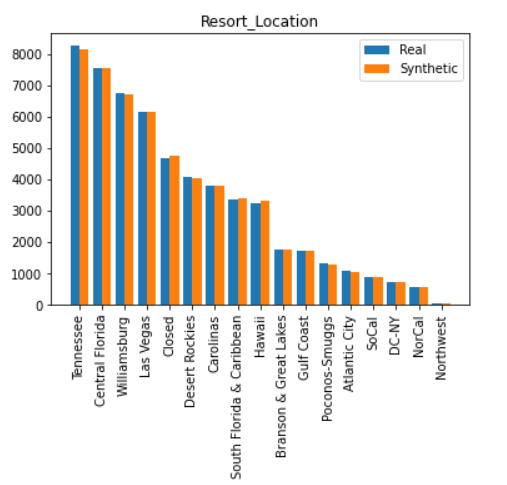 Resort_Location
Real
Synthetic
8000
7000
6000
5000
4000
3000
2000
1000
0
Tennessee
Central Florida
Williamsburg
Las Vegas
Closed
Desert Rockies
Carolinas
South Florida & Caribbean
Hawaii
Branson & Great Lakes
Gulf Coast
Poconos-Smuggs
Atlantic City
SoCal
DC-NY
NorCal
Northwest